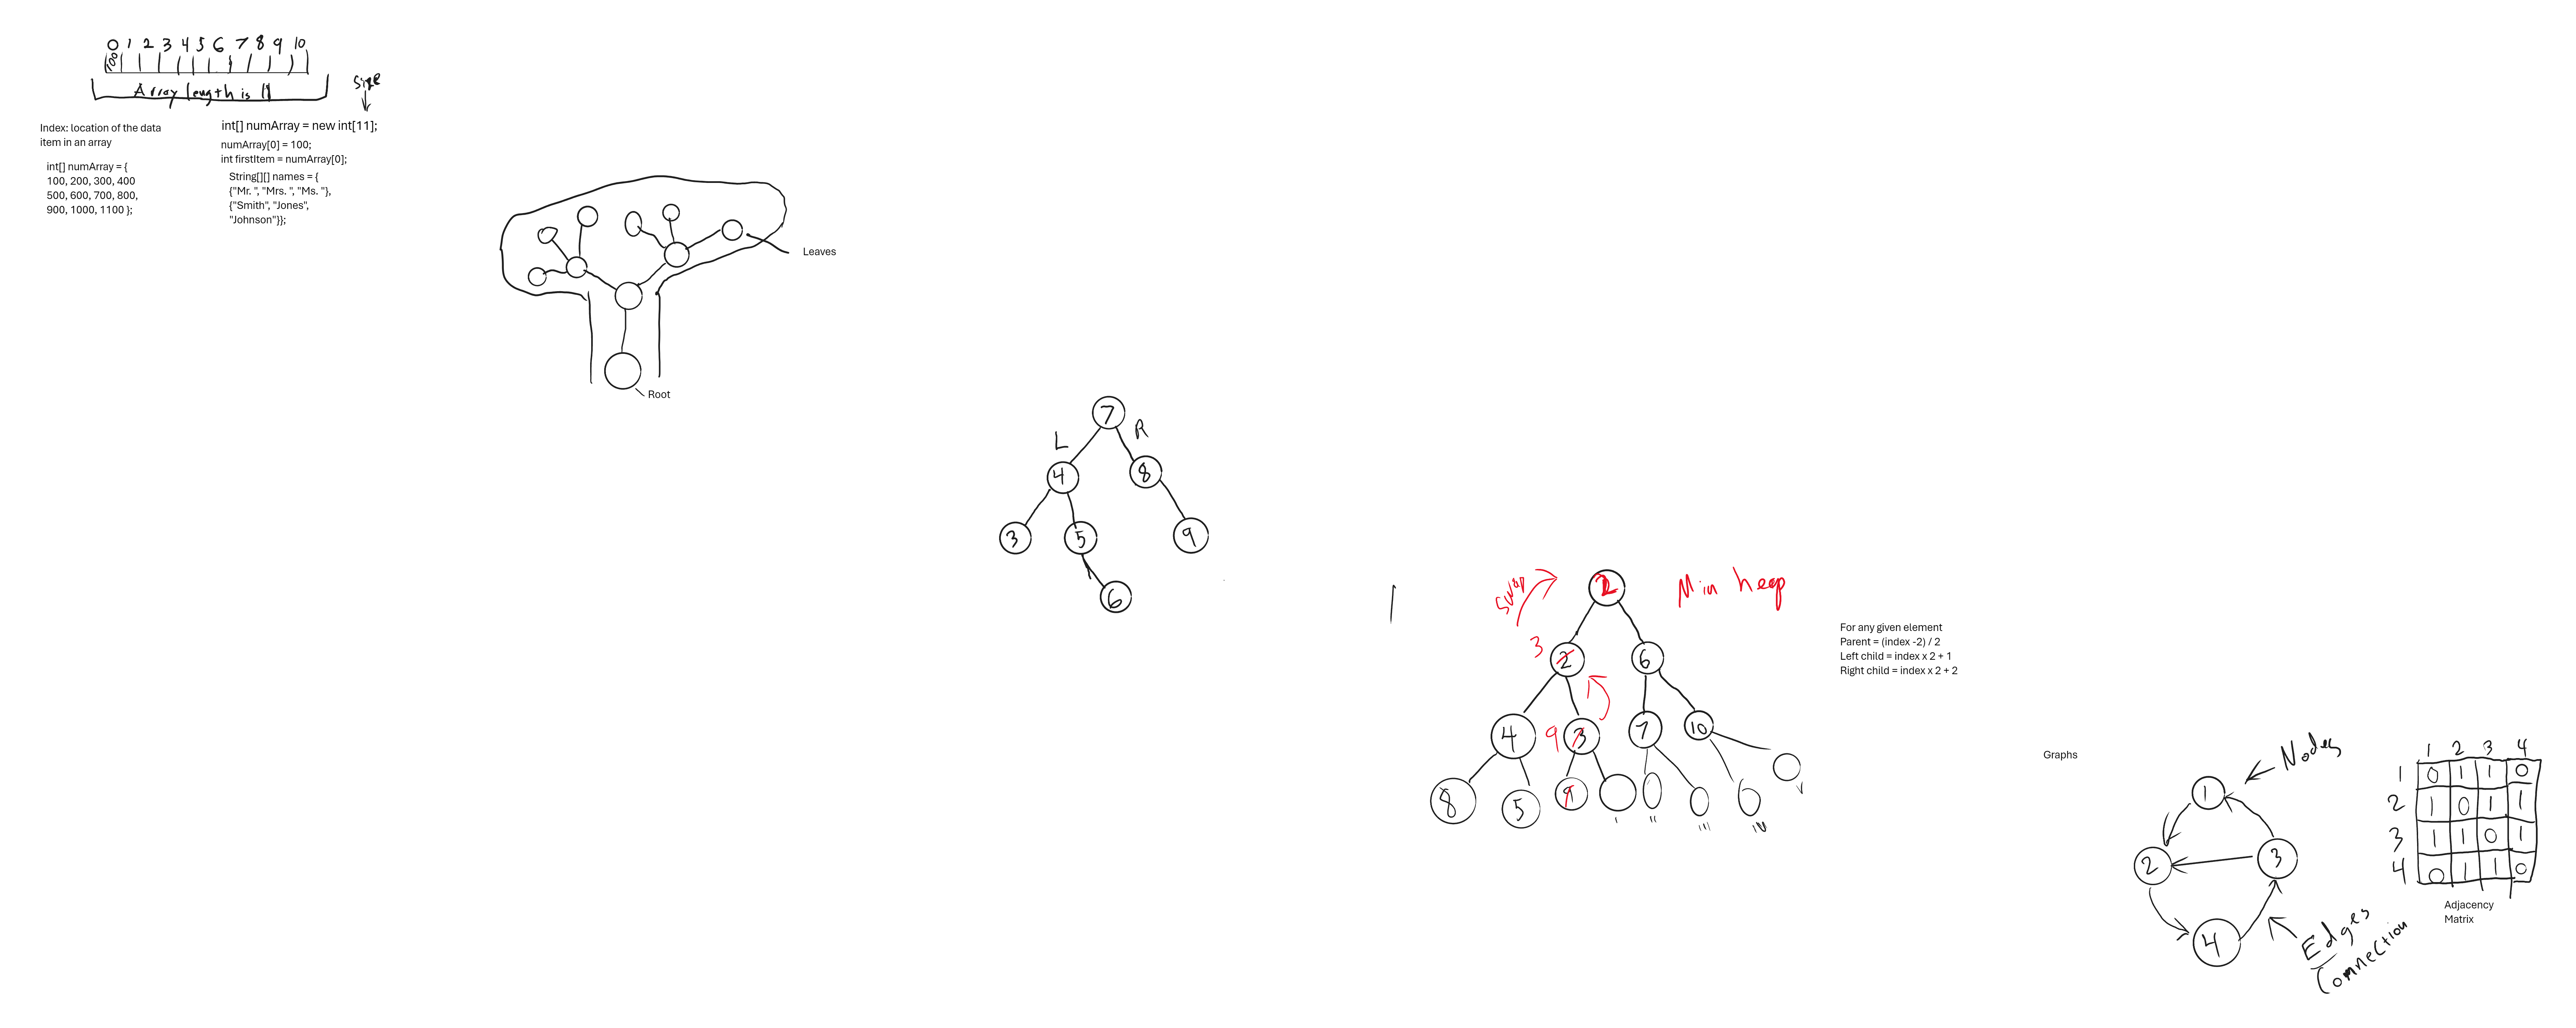 0 1 2 3 4 5 6 7 8 9 10
100
Array length is 11
Size
Index: location of the data
item in an array
int[] numArray = {
100, 200, 300, 400
500, 600, 700, 800,
900, 1000, 1100 };
int[] numArray = new int[11];
numArray[0] = 100;
int firstItem = numArray[0];
String[][] names = {
{"Mr. ", "Mrs. ", "Ms. "},
{"Smith", "Jones",
"Johnson"}};
Leaves
Root
7
L R
4 8
3 5 9
6
Swap
2
Min heap
3 2 6
4 9 3 7 10
8 5 9
For any given element
Parent = (index -2) / 2
Left child = index x 2 + 1
Right child = index x 2 + 2
Graphs
Nodes
1
2 3
4
Edges
Connection
1 2 3 4
1 0 1 1 0
2 1 0 1 1
3 1 1 0 1
4 0 1 1 0
Adjacency
Matrix